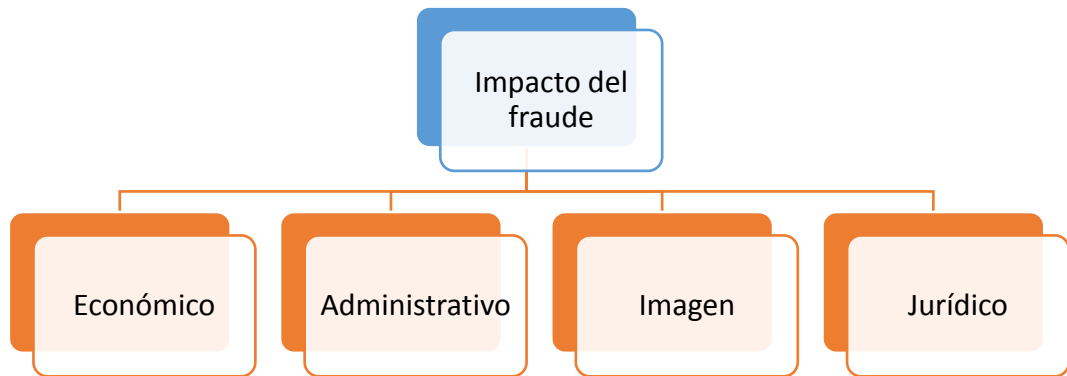 Impacto del
fraude
Económico
Administrativo
Imagen
Jurídico